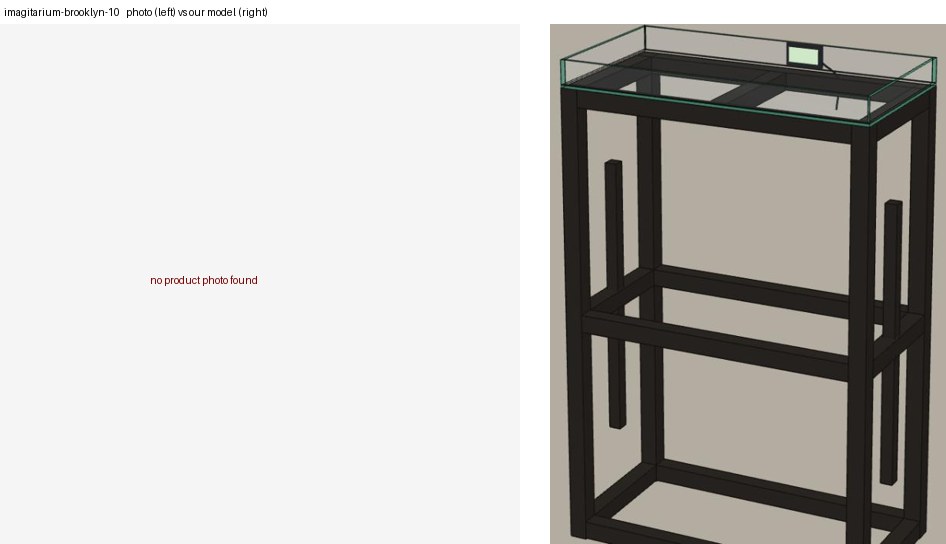 imagitarium-brooklyn-10 photo (left) vs our model (right)
no product photo found